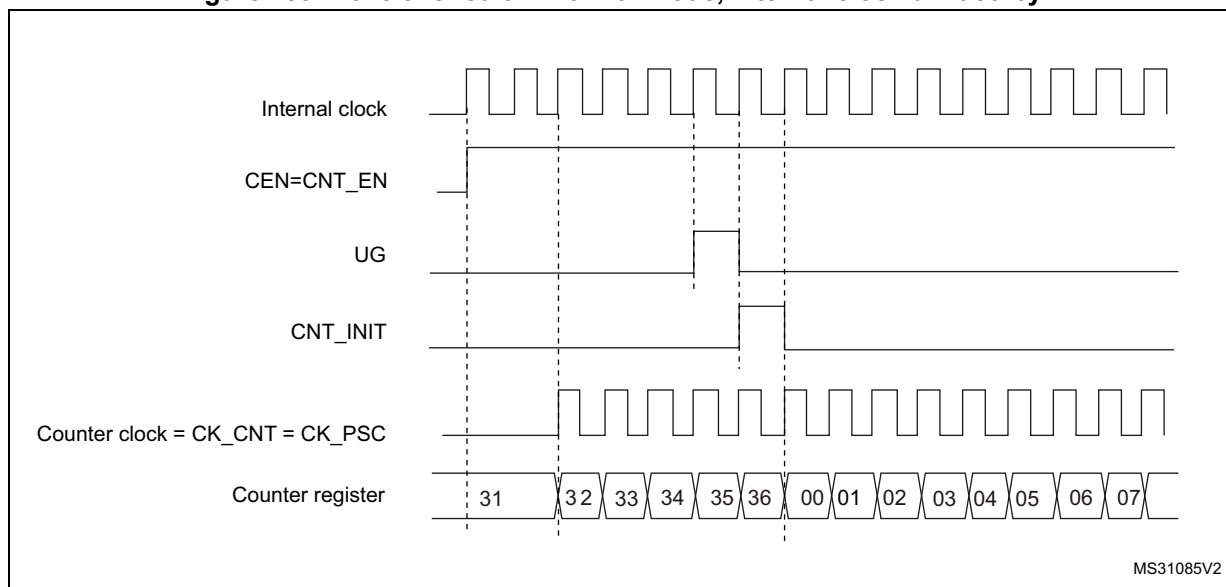 Internal clock
CEN=CNT_EN
UG
CNT_INIT
Counter clock = CK_CNT = CK_PSC
Counter register
31 32 33 34 35 36 00 01 02 03 04 05 06 07
MS31085V2